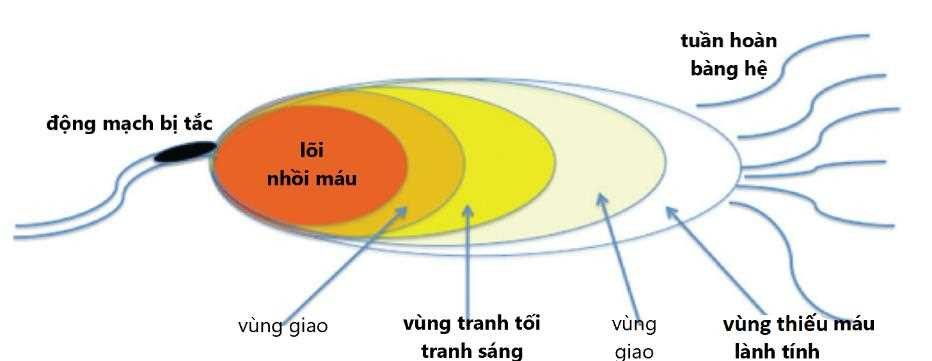 tuần hoàn
bàng hệ
động mạch bị tắc
lõi
nhồi máu
vùng giao
vùng tranh tối
tranh sáng
vùng
giao
vùng thiếu máu
lành tính